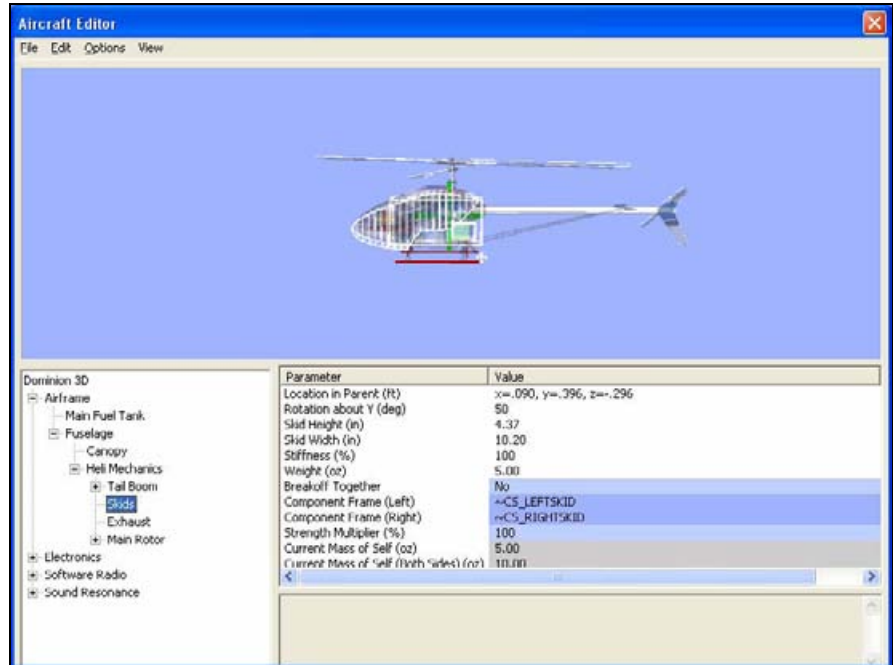 Aircraft Editor
File Edit Options View
Dominion 3D
Airframe
Main Fuel Tank
Fuselage
Canopy
Heli Mechanics
Tail Boom
Skids
Exhaust
Main Rotor
Electronics
Software Radio
Sound Resonance
Parameter Value
Location in Parent (ft) x=.090, y=.396, z=-.296
Rotation about Y (deg) 50
Skid Height (in) 4.37
Skid Width (in) 10.20
Stiffness (%) 100
Weight (oz) 5.00
Breakoff Together No
Component Frame (Left) ~CS_LEFTSKID
Component Frame (Right) ~CS_RIGHTSKID
Strength Multiplier (%) 100
Current Mass of Self (oz) 5.00
Current Mass of Self (Both Sides) (oz) 10.00